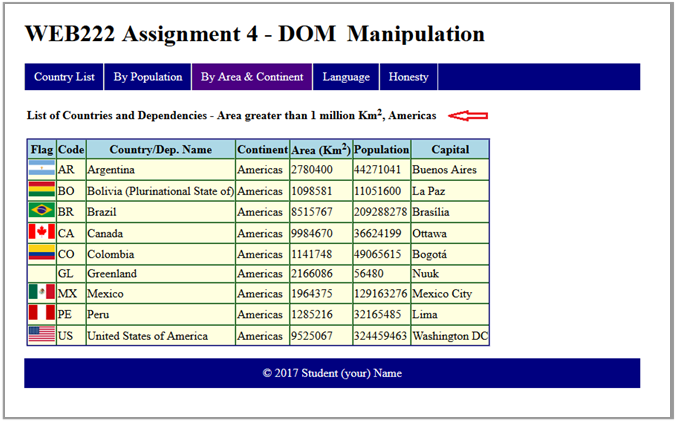 WEB222 Assignment 4 - DOM Manipulation
Country List By Population By Area & Continent Language Honesty
List of Countries and Dependencies - Area greater than 1 million Km², Americas
Flag Code Country/Dep. Name Continent Area (Km²) Population Capital
AR Argentina Americas 2780400 44271041 Buenos Aires
BO Bolivia (Plurinational State of) Americas 1098581 11051600 La Paz
BR Brazil Americas 8515767 209288278 Brasília
CA Canada Americas 9984670 36624199 Ottawa
CO Colombia Americas 1141748 49065615 Bogotá
GL Greenland Americas 2166086 56480 Nuuk
MX Mexico Americas 1964375 129163276 Mexico City
PE Peru Americas 1285216 32165485 Lima
US United States of America Americas 9525067 324459463 Washington DC
© 2017 Student (your) Name